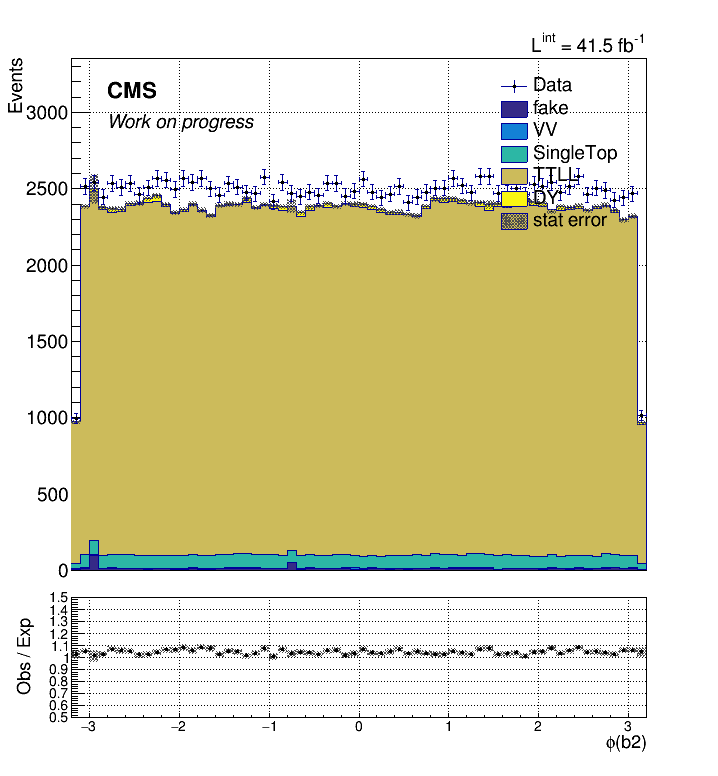 L^int = 41.5 fb^-1
Events
CMS
Work on progress
Data
fake
VV
SingleTop
TTLL
DY
stat error
3000
2500
2000
1500
1000
500
0
Obs / Exp
1.5
1.4
1.3
1.2
1.1
1
0.9
0.8
0.7
0.6
0.5
−3 −2 −1 0 1 2 3
ϕ(b2)